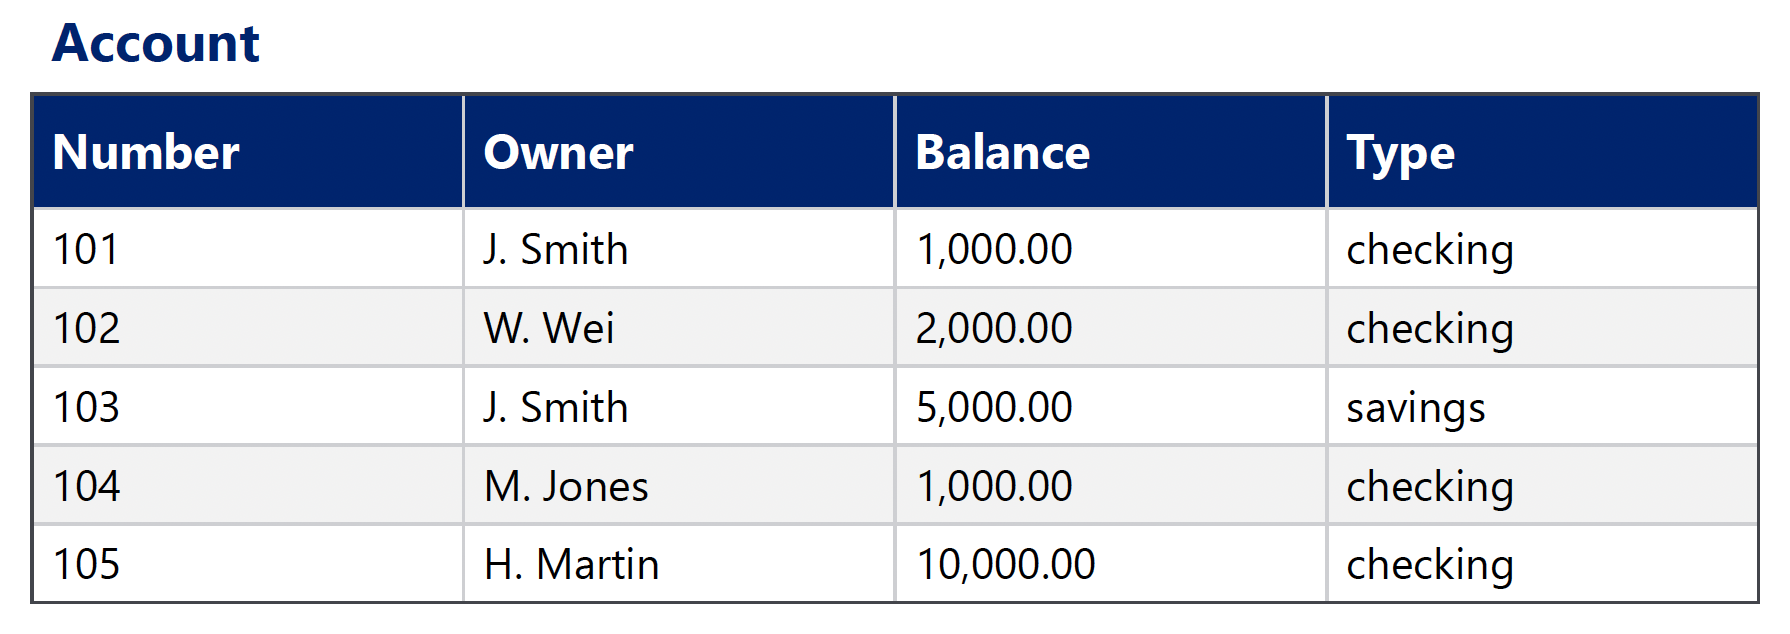 Account
Number Owner Balance Type
101 J. Smith 1,000.00 checking
102 W. Wei 2,000.00 checking
103 J. Smith 5,000.00 savings
104 M. Jones 1,000.00 checking
105 H. Martin 10,000.00 checking